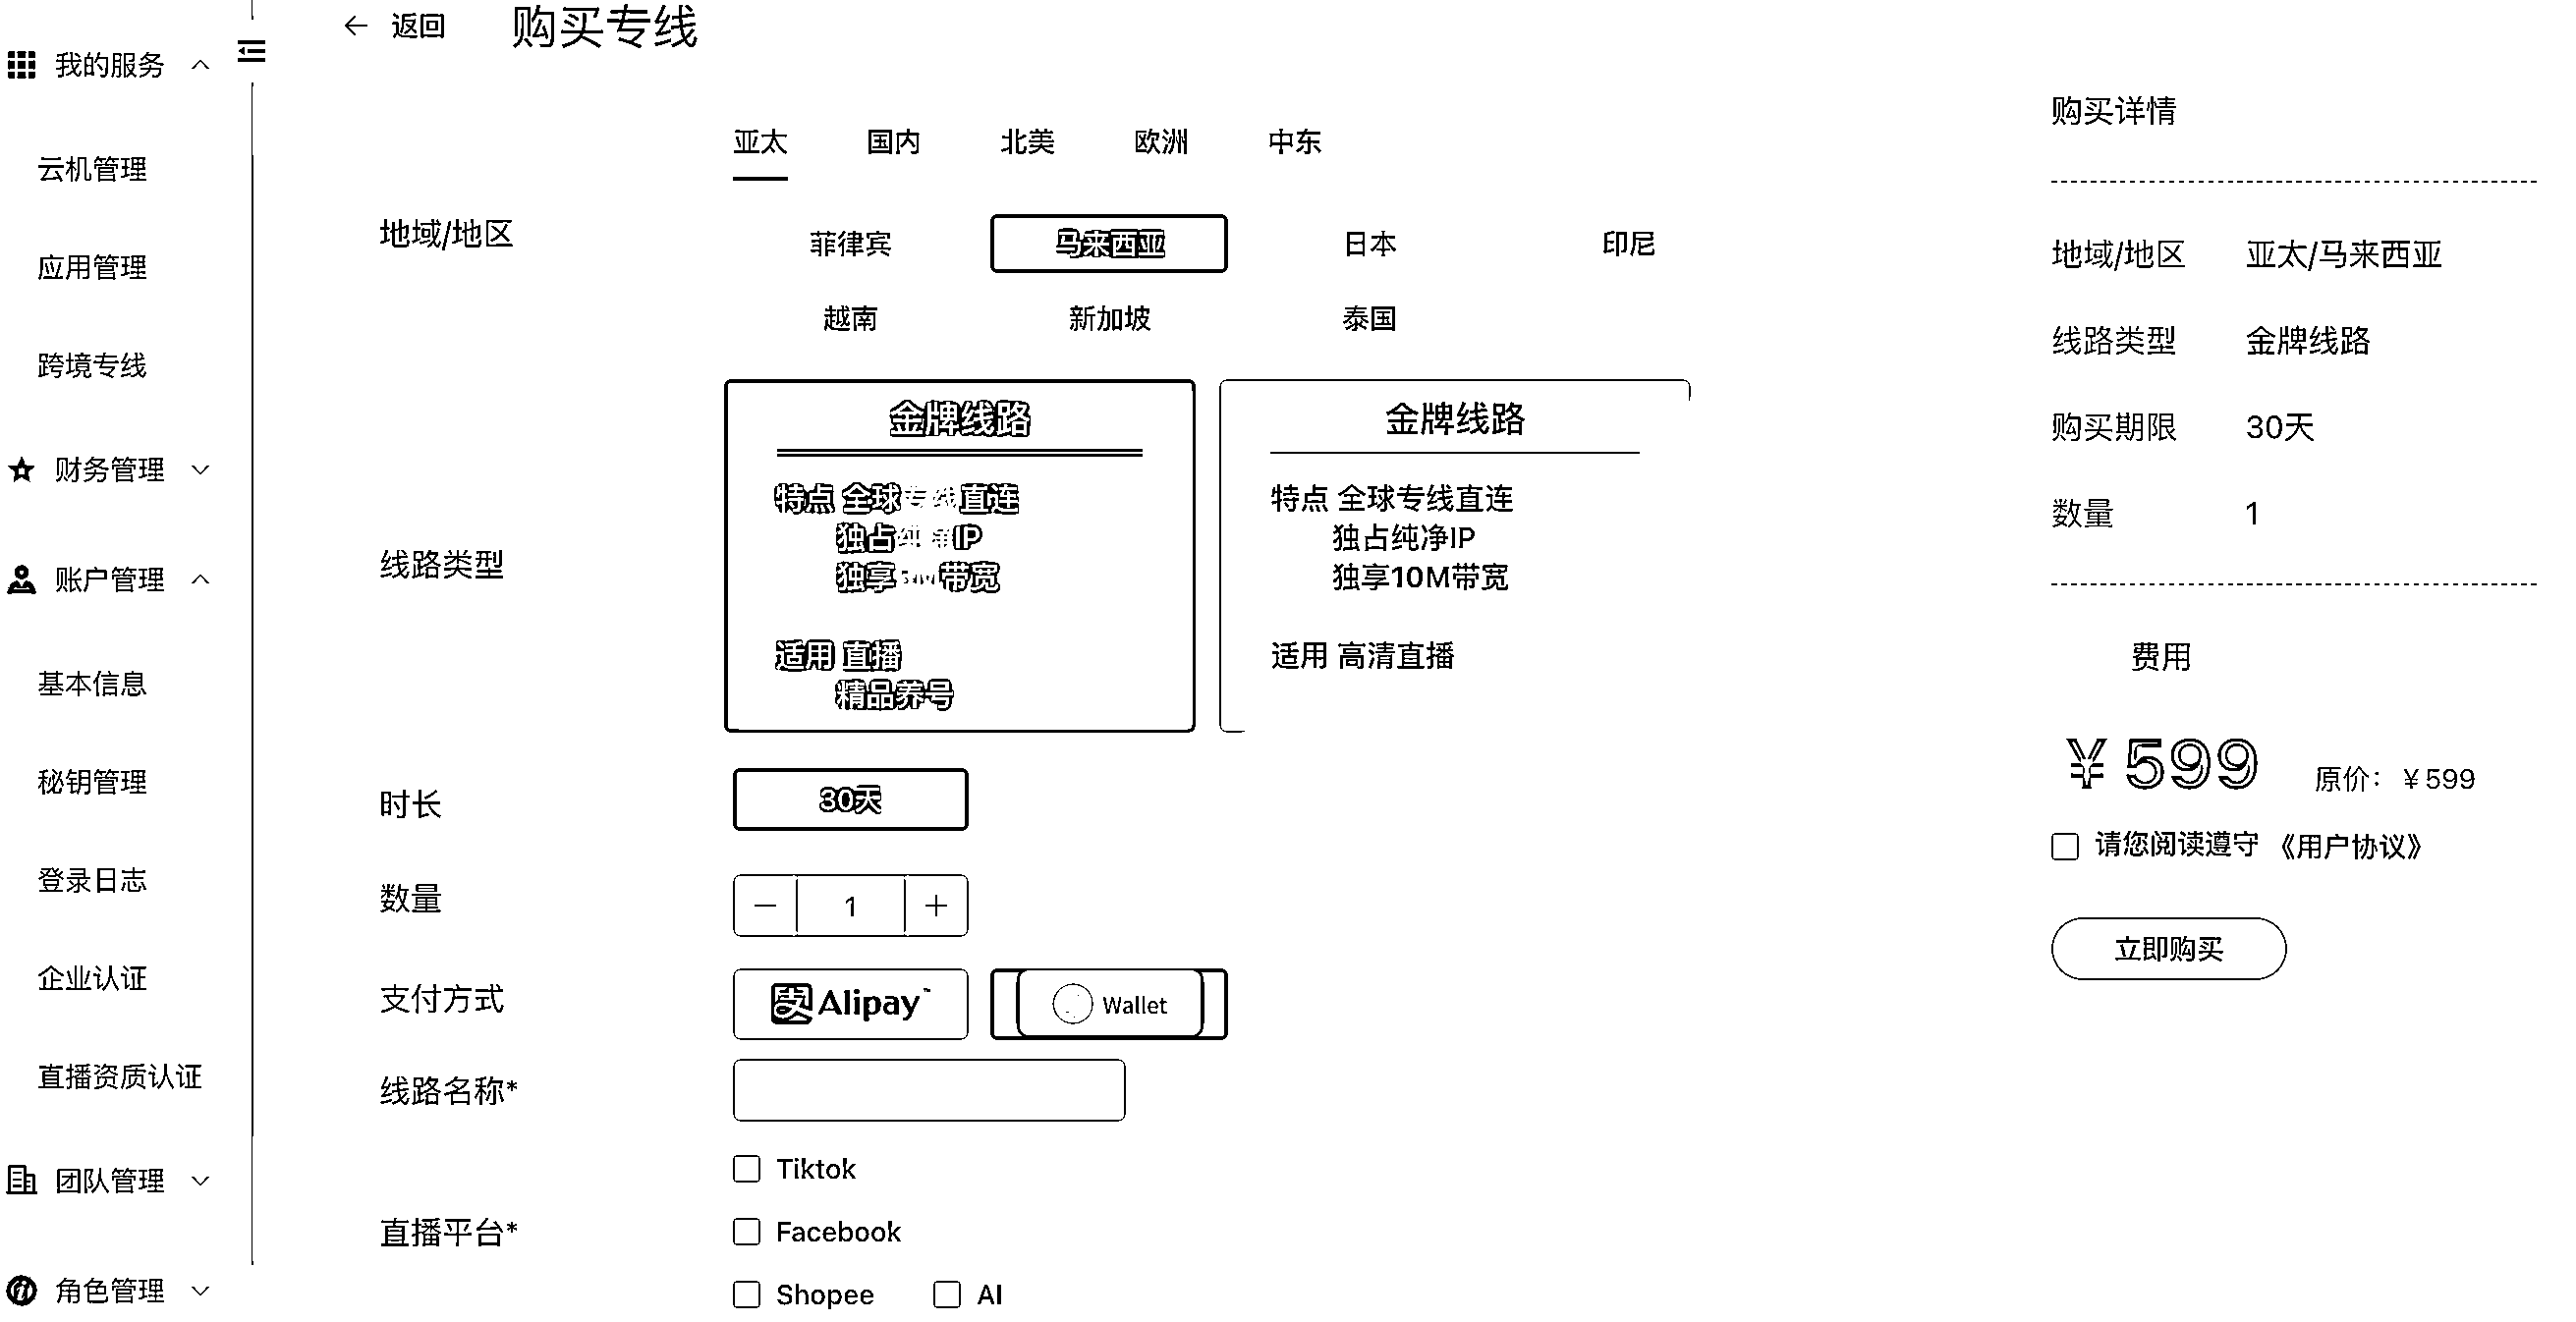 我的服务
云机管理
应用管理
跨境专线
财务管理
账户管理
基本信息
秘钥管理
登录日志
企业认证
直播资质认证
团队管理
角色管理
返回 购买专线
亚太 国内 北美 欧洲 中东
地域/地区
菲律宾 马来西亚 日本 印尼
越南 新加坡 泰国
线路类型
金牌线路
特点 全球专线直连
独占纯净IP
独享5M带宽
适用 直播
精品养号
金牌线路
特点 全球专线直连
独占纯净IP
独享10M带宽
适用 高清直播
时长 30天
数量 1
支付方式 支 Alipay Wallet
线路名称*
直播平台*
Tiktok
Facebook
Shopee AI
购买详情
地域/地区 亚太/马来西亚
线路类型 金牌线路
购买期限 30天
数量 1
费用
¥ 599 原价: ¥599
请您阅读遵守 《用户协议》
立即购买